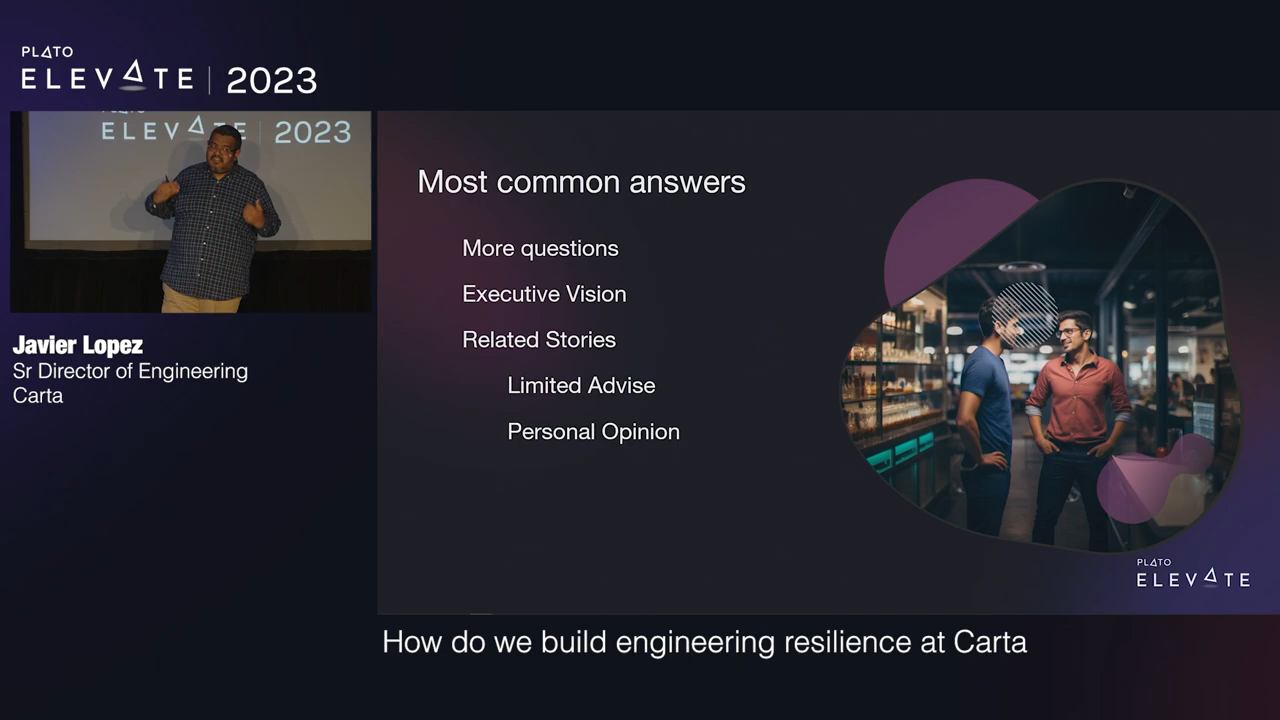 PLATO
ELEVATE | 2023
ELEVATE | 2023
Javier Lopez
Sr Director of Engineering
Carta
Most common answers
More questions
Executive Vision
Related Stories
Limited Advise
Personal Opinion
PLATO
ELEVATE
How do we build engineering resilience at Carta